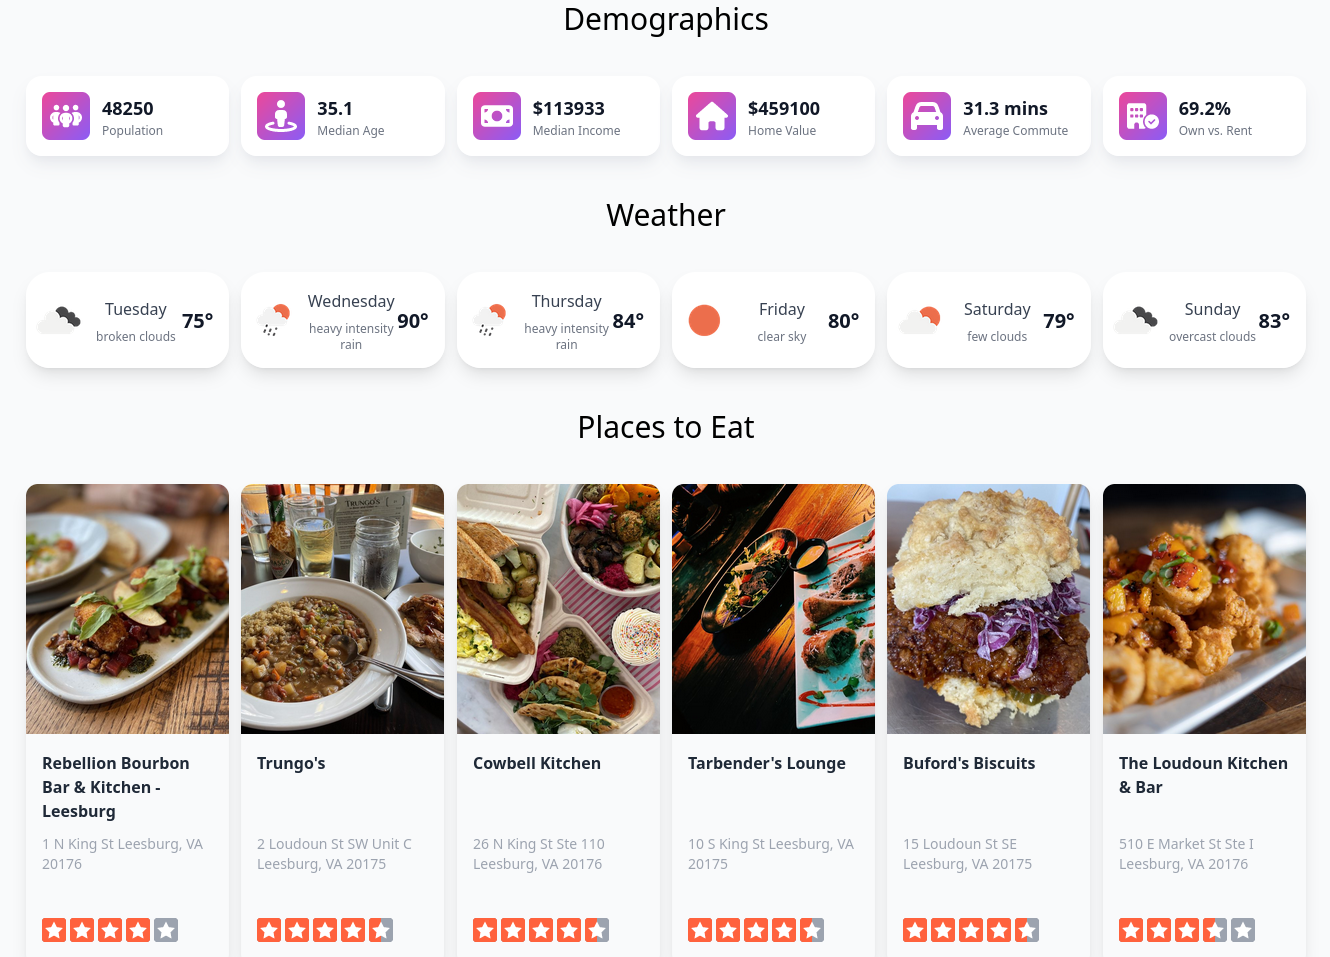 Demographics
48250
Population
35.1
Median Age
$113933
Median Income
$459100
Home Value
31.3 mins
Average Commute
69.2%
Own vs. Rent
Weather
Tuesday
broken clouds
75°
Wednesday
heavy intensity
rain
90°
Thursday
heavy intensity
rain
84°
Friday
clear sky
80°
Saturday
few clouds
79°
Sunday
overcast clouds
83°
Places to Eat
TRUNGO'S
Rebellion Bourbon
Bar & Kitchen -
Leesburg
1 N King St Leesburg, VA
20176
Trungo's
2 Loudoun St SW Unit C
Leesburg, VA 20175
Cowbell Kitchen
26 N King St Ste 110
Leesburg, VA 20176
Tarbender's Lounge
10 S King St Leesburg, VA
20175
Buford's Biscuits
15 Loudoun St SE
Leesburg, VA 20175
The Loudoun Kitchen
& Bar
510 E Market St Ste I
Leesburg, VA 20176